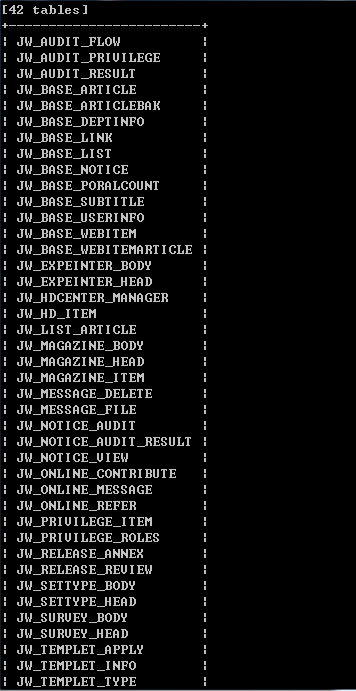 [42 tables]
+-------------------------+
¦ JW_AUDIT_FLOW ¦
¦ JW_AUDIT_PRIVILEGE ¦
¦ JW_AUDIT_RESULT ¦
¦ JW_BASE_ARTICLE ¦
¦ JW_BASE_ARTICLEBAK ¦
¦ JW_BASE_DEPTINFO ¦
¦ JW_BASE_LINK ¦
¦ JW_BASE_LIST ¦
¦ JW_BASE_NOTICE ¦
¦ JW_BASE_PORALCOUNT ¦
¦ JW_BASE_SUBTITLE ¦
¦ JW_BASE_USERINFO ¦
¦ JW_BASE_WEBITEM ¦
¦ JW_BASE_WEBITEMARTICLE ¦
¦ JW_EXPEINTER_BODY ¦
¦ JW_EXPEINTER_HEAD ¦
¦ JW_HDCENTER_MANAGER ¦
¦ JW_HD_ITEM ¦
¦ JW_LIST_ARTICLE ¦
¦ JW_MAGAZINE_BODY ¦
¦ JW_MAGAZINE_HEAD ¦
¦ JW_MAGAZINE_ITEM ¦
¦ JW_MESSAGE_DELETE ¦
¦ JW_MESSAGE_FILE ¦
¦ JW_NOTICE_AUDIT ¦
¦ JW_NOTICE_AUDIT_RESULT ¦
¦ JW_NOTICE_VIEW ¦
¦ JW_ONLINE_CONTRIBUTE ¦
¦ JW_ONLINE_MESSAGE ¦
¦ JW_ONLINE_REFER ¦
¦ JW_PRIVILEGE_ITEM ¦
¦ JW_PRIVILEGE_ROLES ¦
¦ JW_RELEASE_ANNEX ¦
¦ JW_RELEASE_REVIEW ¦
¦ JW_SETTYPE_BODY ¦
¦ JW_SETTYPE_HEAD ¦
¦ JW_SURVEY_BODY ¦
¦ JW_SURVEY_HEAD ¦
¦ JW_TEMPLET_APPLY ¦
¦ JW_TEMPLET_INFO ¦
¦ JW_TEMPLET_TYPE ¦